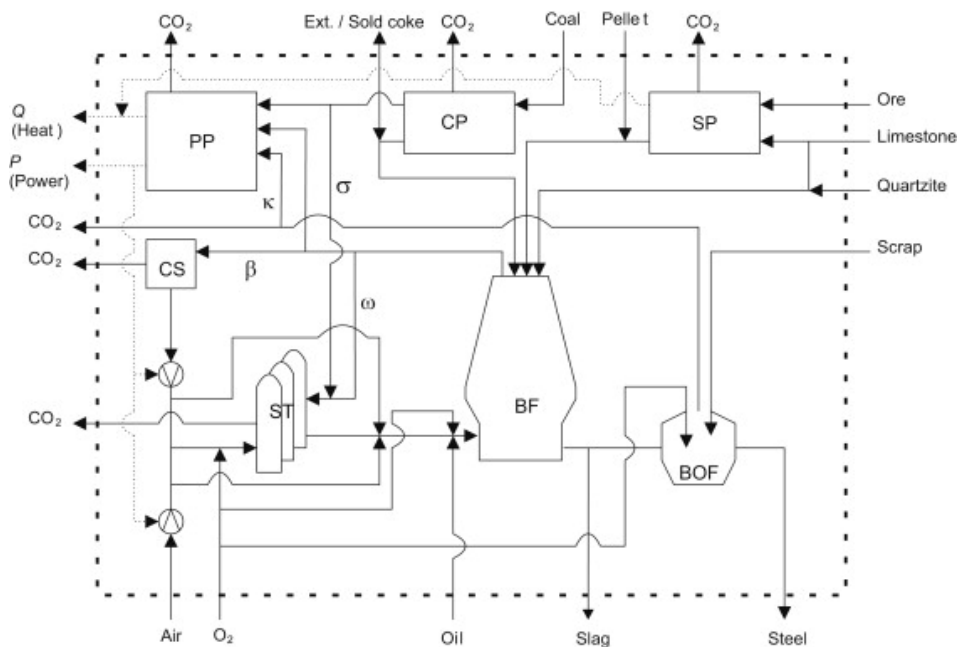 CO₂
Ext. / Sold coke
CO₂
Coal
Pellet
CO₂
Q
(Heat)
PP
CP
SP
Ore
Limestone
P
(Power)
σ
κ
Quartzite
CO₂
CO₂
CS
β
Scrap
ω
ST
BF
CO₂
BOF
Air
O₂
Oil
Slag
Steel